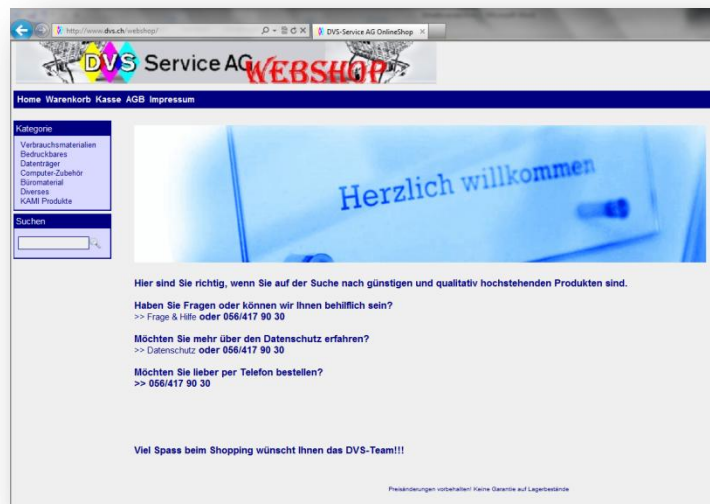 http://www.dvs.ch/webshop/
DVS-Service AG OnlineShop
DVS Service AG WEBSHOP
Home Warenkorb Kasse AGB Impressum
Kategorie
Verbrauchsmaterialien
Bedruckbares
Datenträger
Computer-Zubehör
Büromaterial
Diverses
KAMI Produkte
Suchen
Herzlich willkommen
Hier sind Sie richtig, wenn Sie auf der Suche nach günstigen und qualitativ hochstehenden Produkten sind.
Haben Sie Fragen oder können wir Ihnen behilflich sein?
>> Frage & Hilfe oder 056/417 90 30
Möchten Sie mehr über den Datenschutz erfahren?
>> Datenschutz oder 056/417 90 30
Möchten Sie lieber per Telefon bestellen?
>> 056/417 90 30
Viel Spass beim Shopping wünscht Ihnen das DVS-Team!!!
Preisänderungen vorbehalten! Keine Garantie auf Lagerbestände